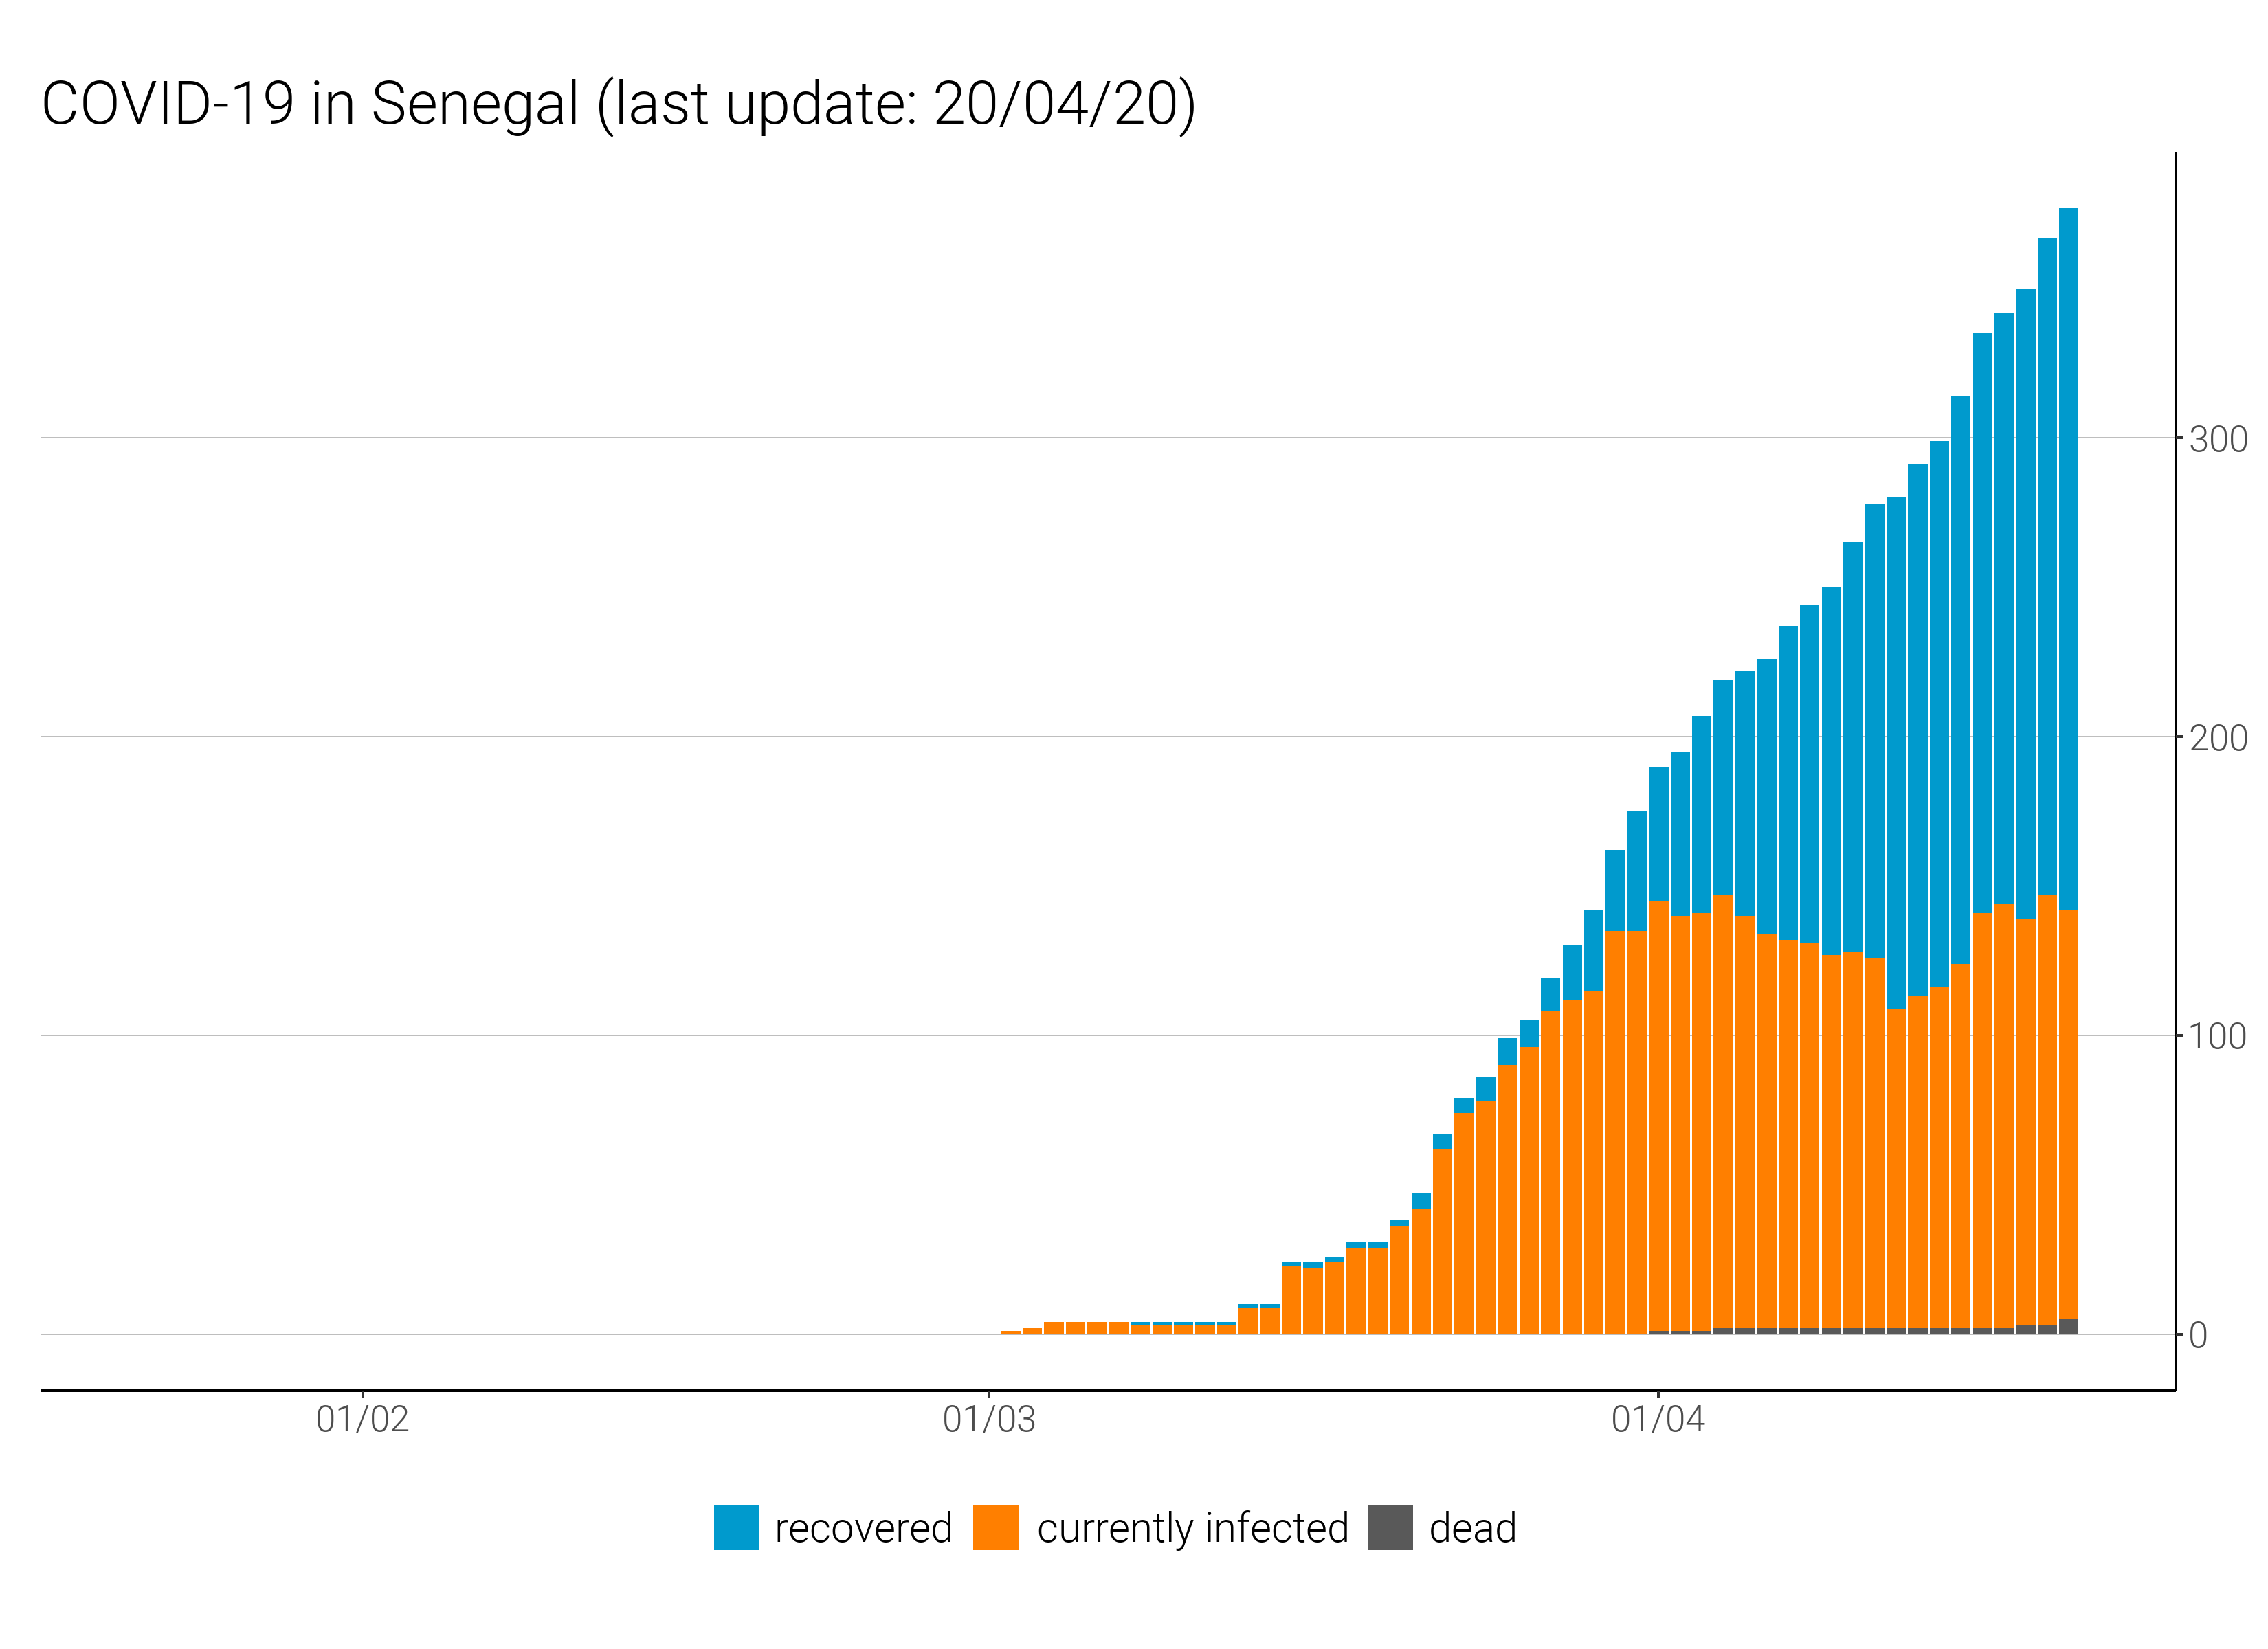 COVID-19 in Senegal (last update: 20/04/20)
300
200
100
0
01/02 01/03 01/04
recovered currently infected dead